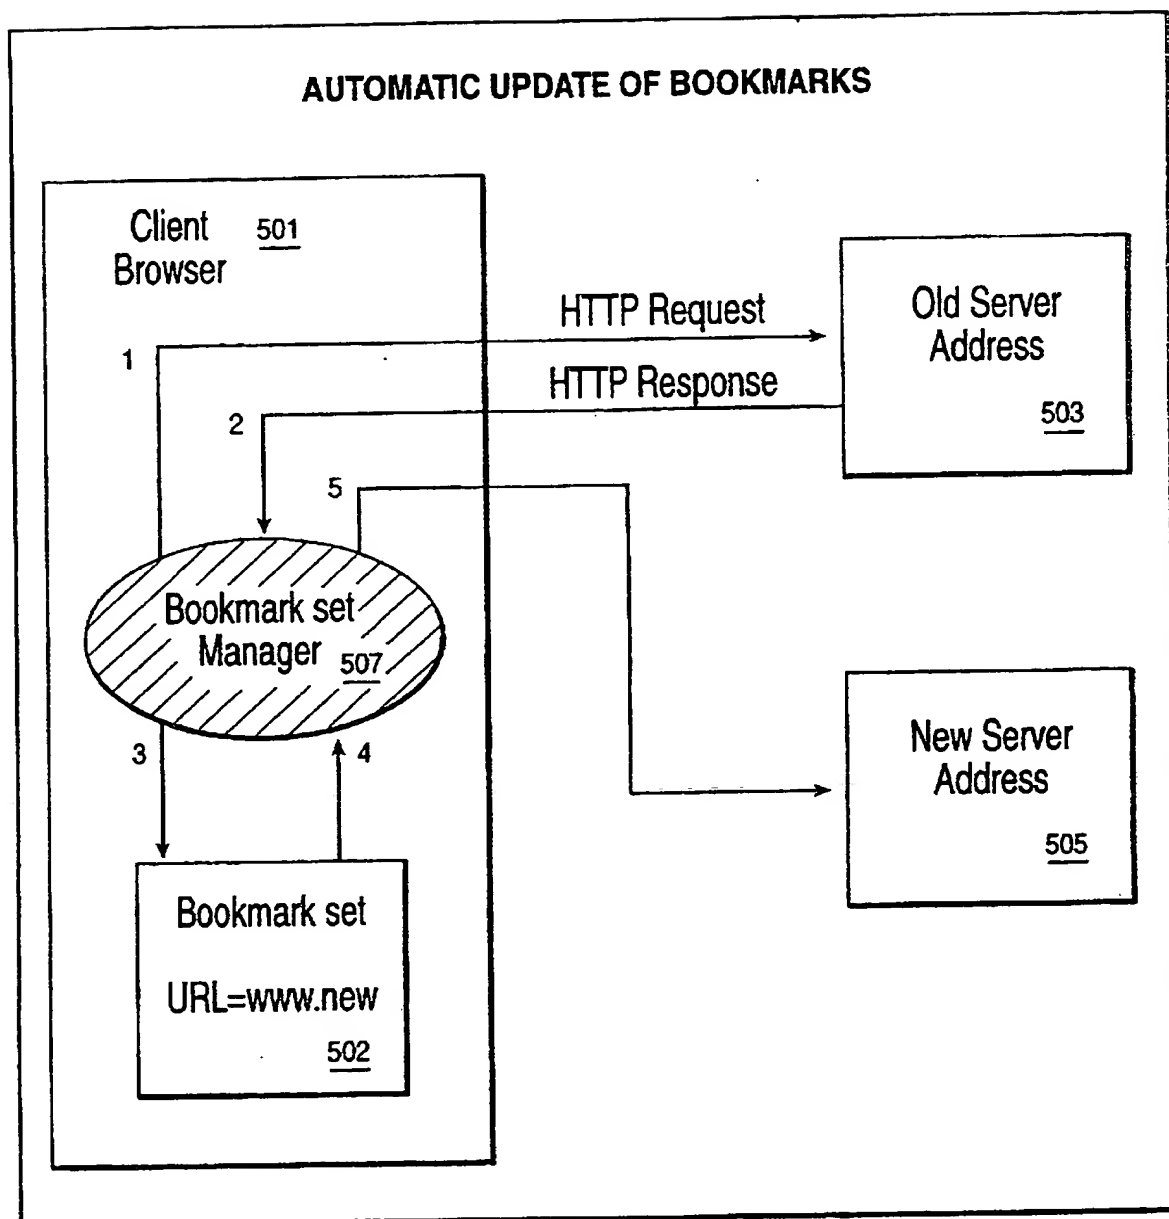 AUTOMATIC UPDATE OF BOOKMARKS
Client 501
Browser
HTTP Request
1
HTTP Response
2
5
Old Server
Address
503
Bookmark set
Manager 507
3
4
New Server
Address
505
Bookmark set
URL=www.new
502